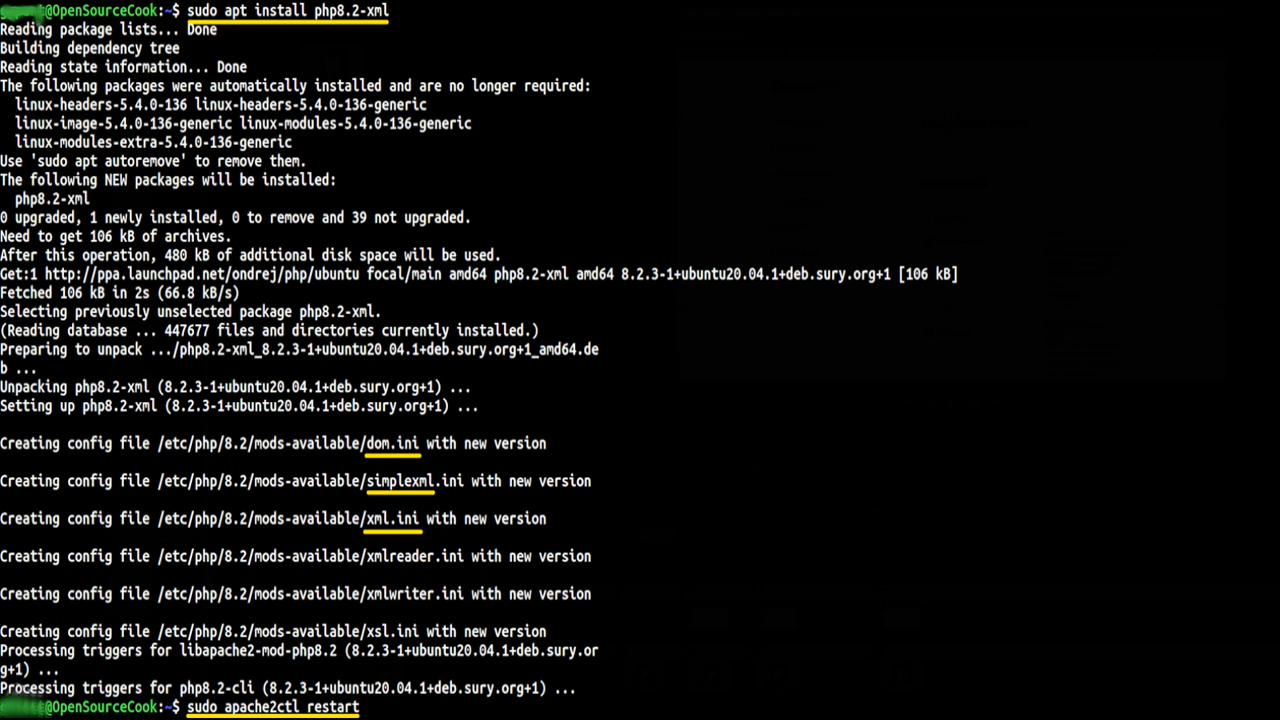 @OpenSourceCook:~$ sudo apt install php8.2-xml
Reading package lists... Done
Building dependency tree
Reading state information... Done
The following packages were automatically installed and are no longer required:
linux-headers-5.4.0-136 linux-headers-5.4.0-136-generic
linux-image-5.4.0-136-generic linux-modules-5.4.0-136-generic
linux-modules-extra-5.4.0-136-generic
Use 'sudo apt autoremove' to remove them.
The following NEW packages will be installed:
php8.2-xml
0 upgraded, 1 newly installed, 0 to remove and 39 not upgraded.
Need to get 106 kB of archives.
After this operation, 480 kB of additional disk space will be used.
Get:1 http://ppa.launchpad.net/ondrej/php/ubuntu focal/main amd64 php8.2-xml amd64 8.2.3-1+ubuntu20.04.1+deb.sury.org+1 [106 kB]
Fetched 106 kB in 2s (66.8 kB/s)
Selecting previously unselected package php8.2-xml.
(Reading database ... 447677 files and directories currently installed.)
Preparing to unpack .../php8.2-xml_8.2.3-1+ubuntu20.04.1+deb.sury.org+1_amd64.de
b ...
Unpacking php8.2-xml (8.2.3-1+ubuntu20.04.1+deb.sury.org+1) ...
Setting up php8.2-xml (8.2.3-1+ubuntu20.04.1+deb.sury.org+1) ...
Creating config file /etc/php/8.2/mods-available/dom.ini with new version
Creating config file /etc/php/8.2/mods-available/simplexml.ini with new version
Creating config file /etc/php/8.2/mods-available/xml.ini with new version
Creating config file /etc/php/8.2/mods-available/xmlreader.ini with new version
Creating config file /etc/php/8.2/mods-available/xmlwriter.ini with new version
Creating config file /etc/php/8.2/mods-available/xsl.ini with new version
Processing triggers for libapache2-mod-php8.2 (8.2.3-1+ubuntu20.04.1+deb.sury.or
g+1) ...
Processing triggers for php8.2-cli (8.2.3-1+ubuntu20.04.1+deb.sury.org+1) ...
@OpenSourceCook:~$ sudo apache2ctl restart